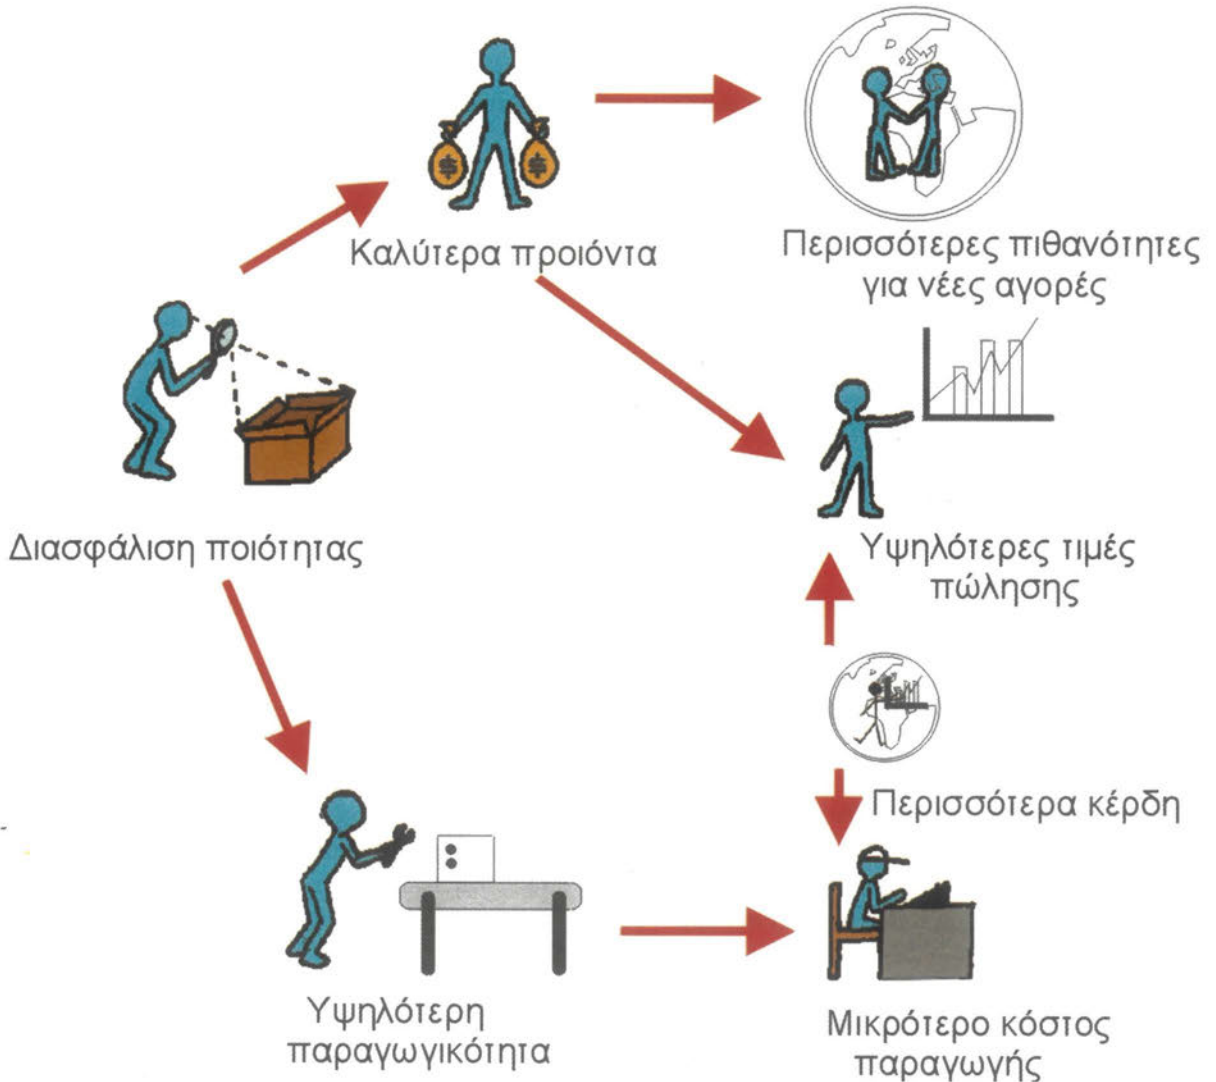 Καλύτερα προιόντα
Περισσότερες πιθανότητες
για νέες αγορές
Διασφάλιση ποιότητας
Υψηλότερες τιμές
πώλησης
Περισσότερα κέρδη
Υψηλότερη
παραγωγικότητα
Μικρότερο κόστος
παραγωγής